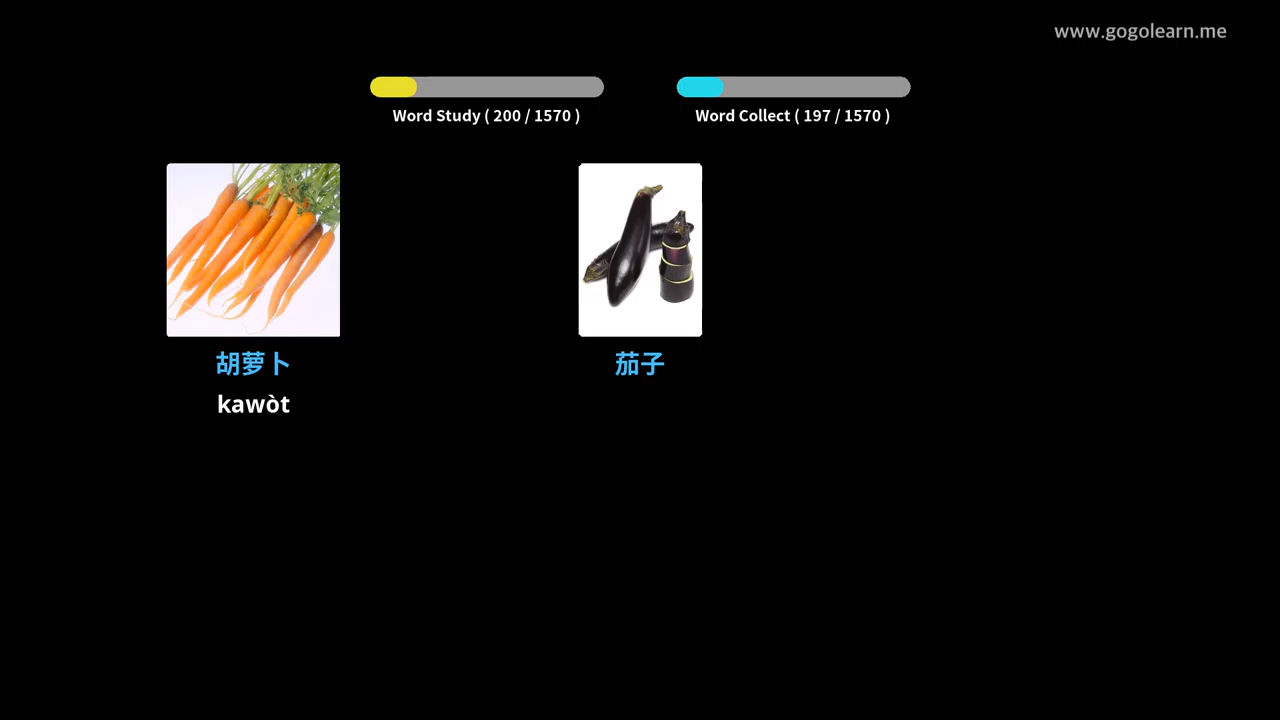 www.gogolearn.me
Word Study ( 200 / 1570 )
Word Collect ( 197 / 1570 )
胡萝卜
kawòt
茄子